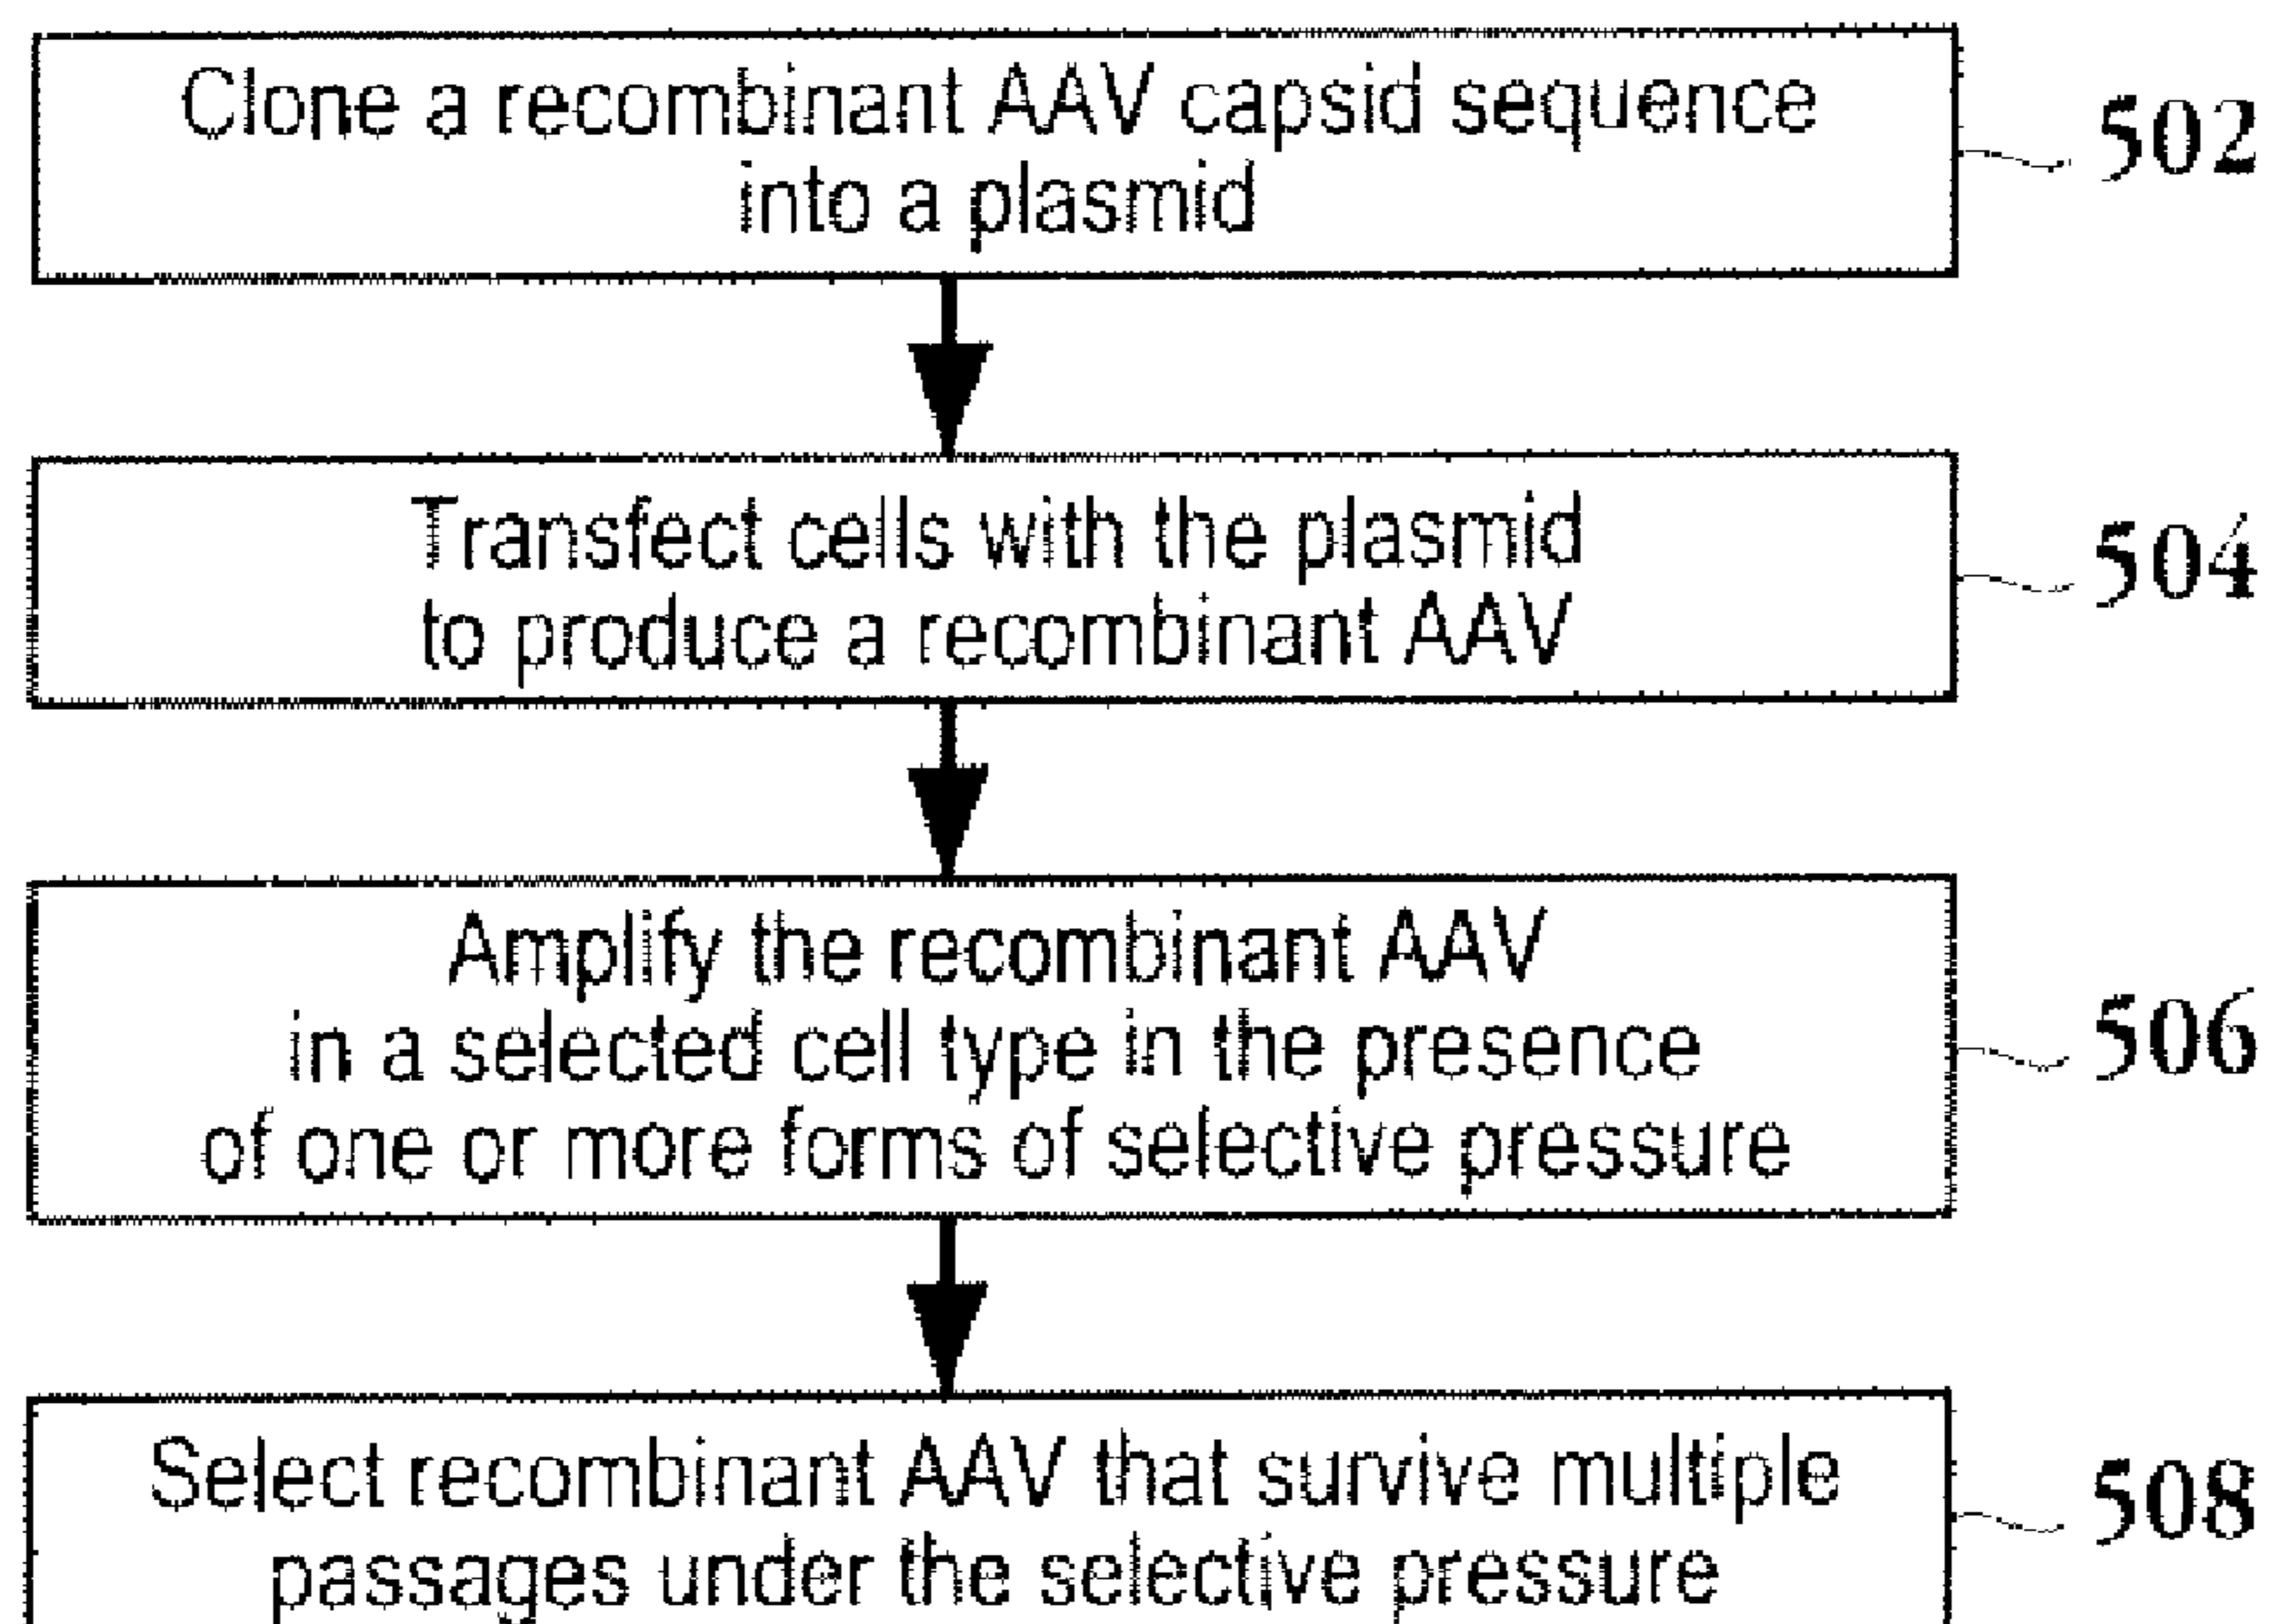 Clone a recombinant AAV capsid sequence
into a plasmid
502
Transfect cells with the plasmid
to produce a recombinant AAV
504
Amplify the recombinant AAV
in a selected cell type in the presence
of one or more forms of selective pressure
506
Select recombinant AAV that survive multiple
passages under the selective pressure
508